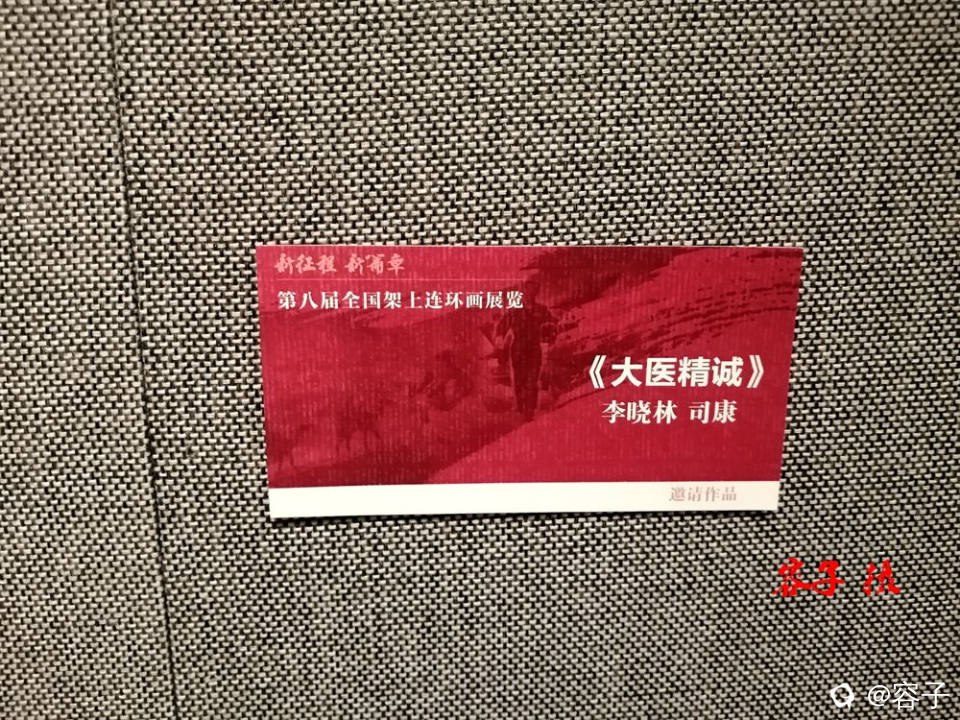 新征程 新篇章
第八届全国架上连环画展览
《大医精诚》
李晓林 司康
邀请作品
容子
@容子